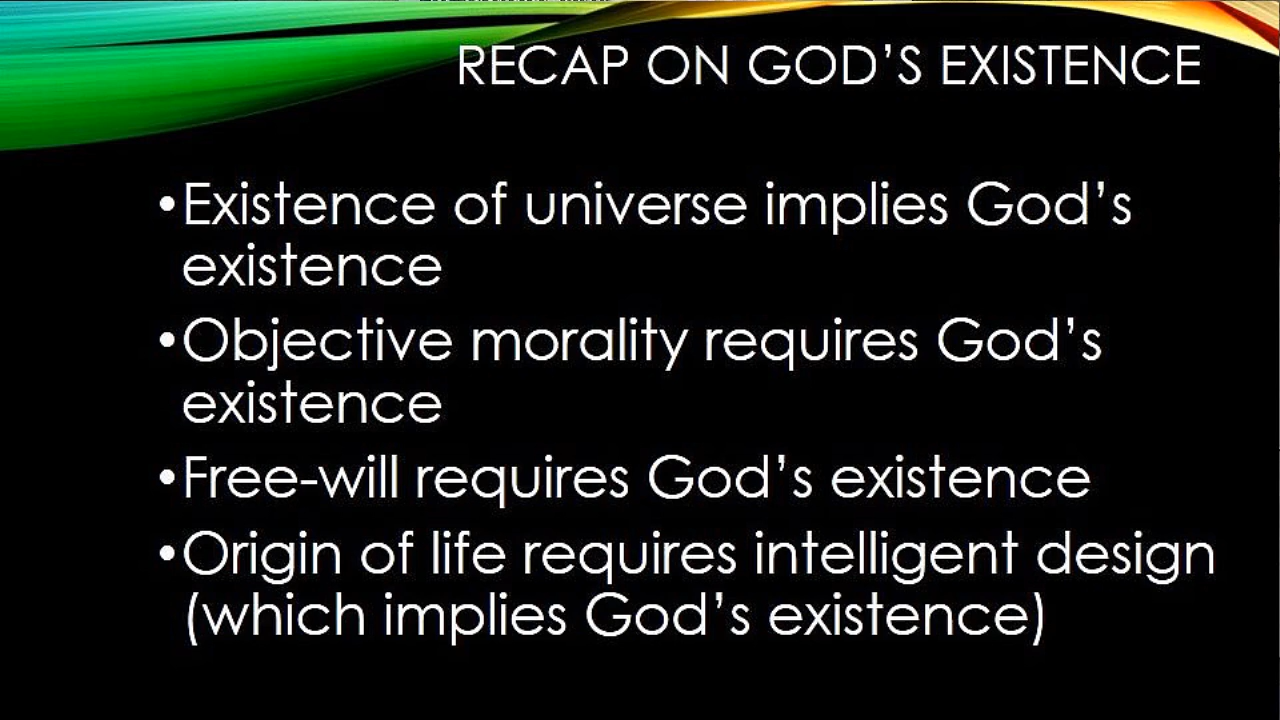 RECAP ON GOD’S EXISTENCE
•Existence of universe implies God’s
existence
•Objective morality requires God’s
existence
•Free-will requires God’s existence
•Origin of life requires intelligent design
(which implies God’s existence)